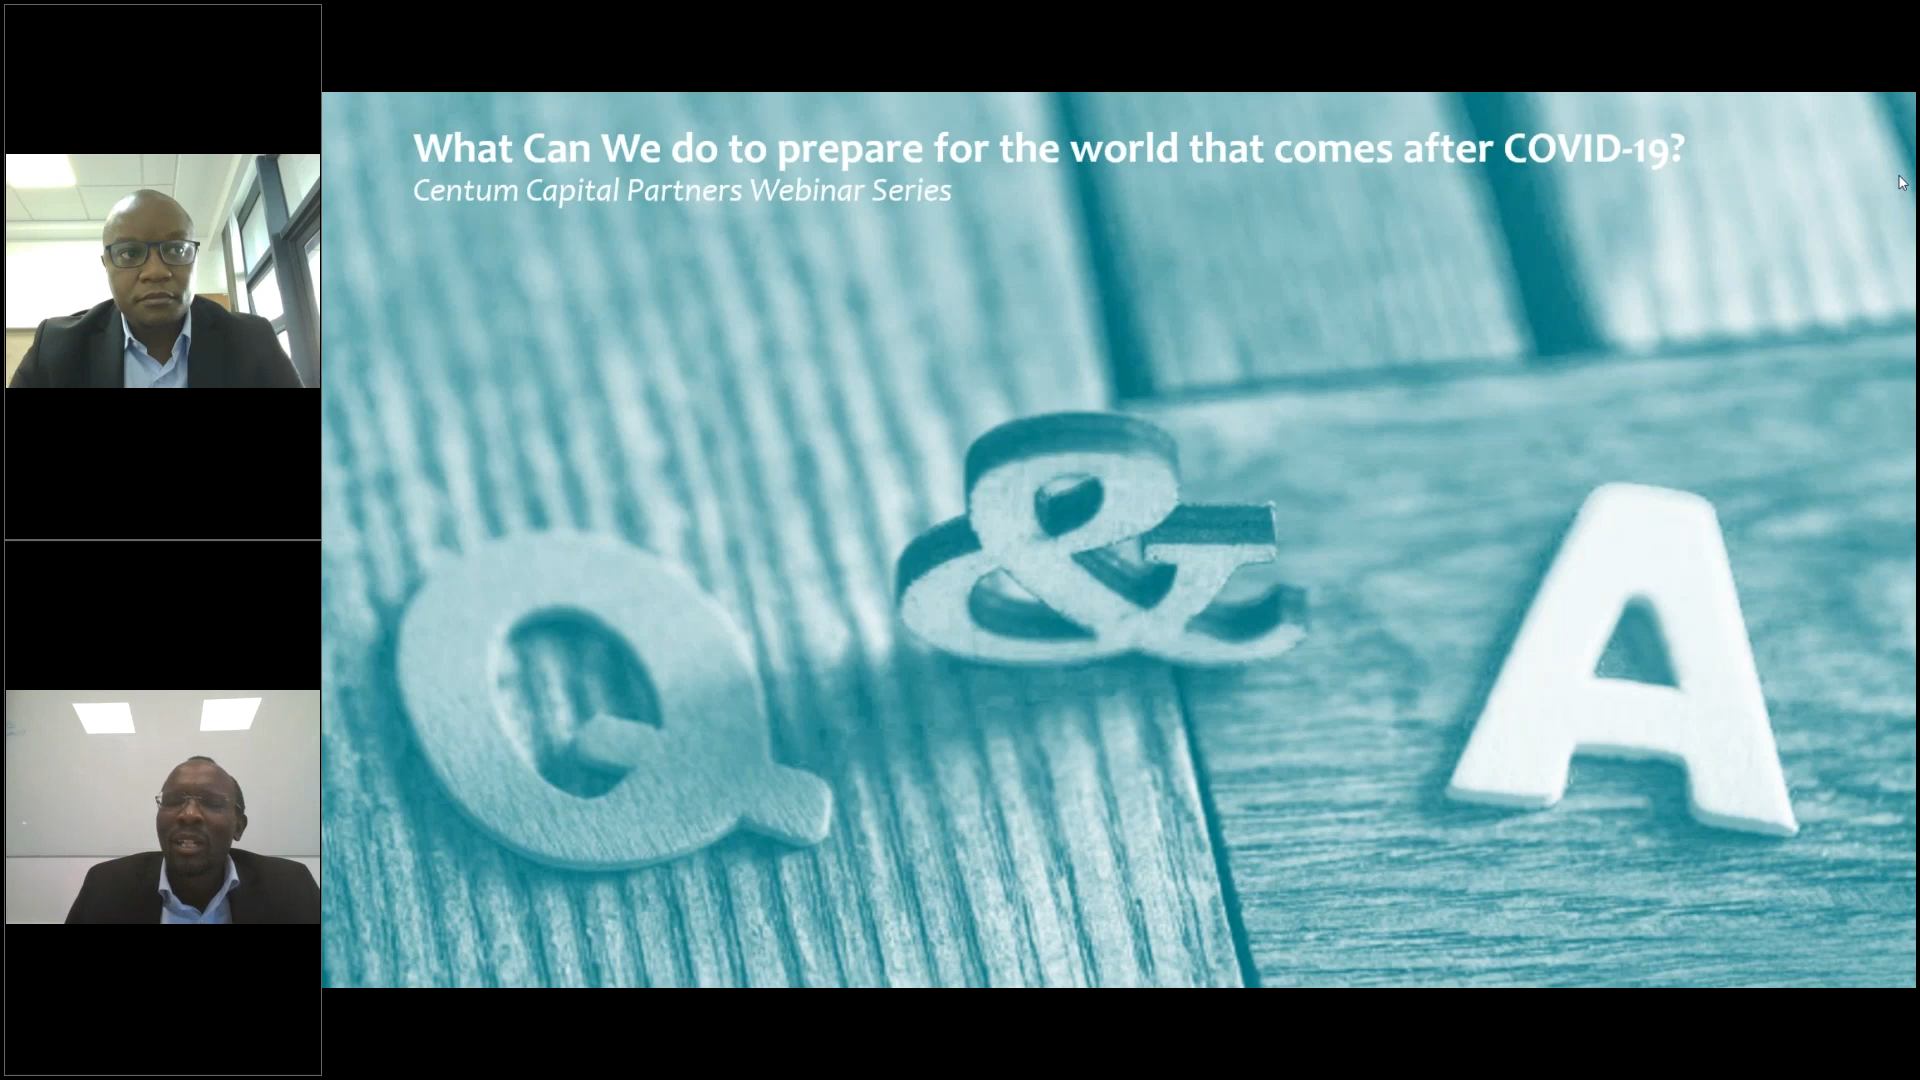 What Can We do to prepare for the world that comes after COVID-19?
Centum Capital Partners Webinar Series
Q & A